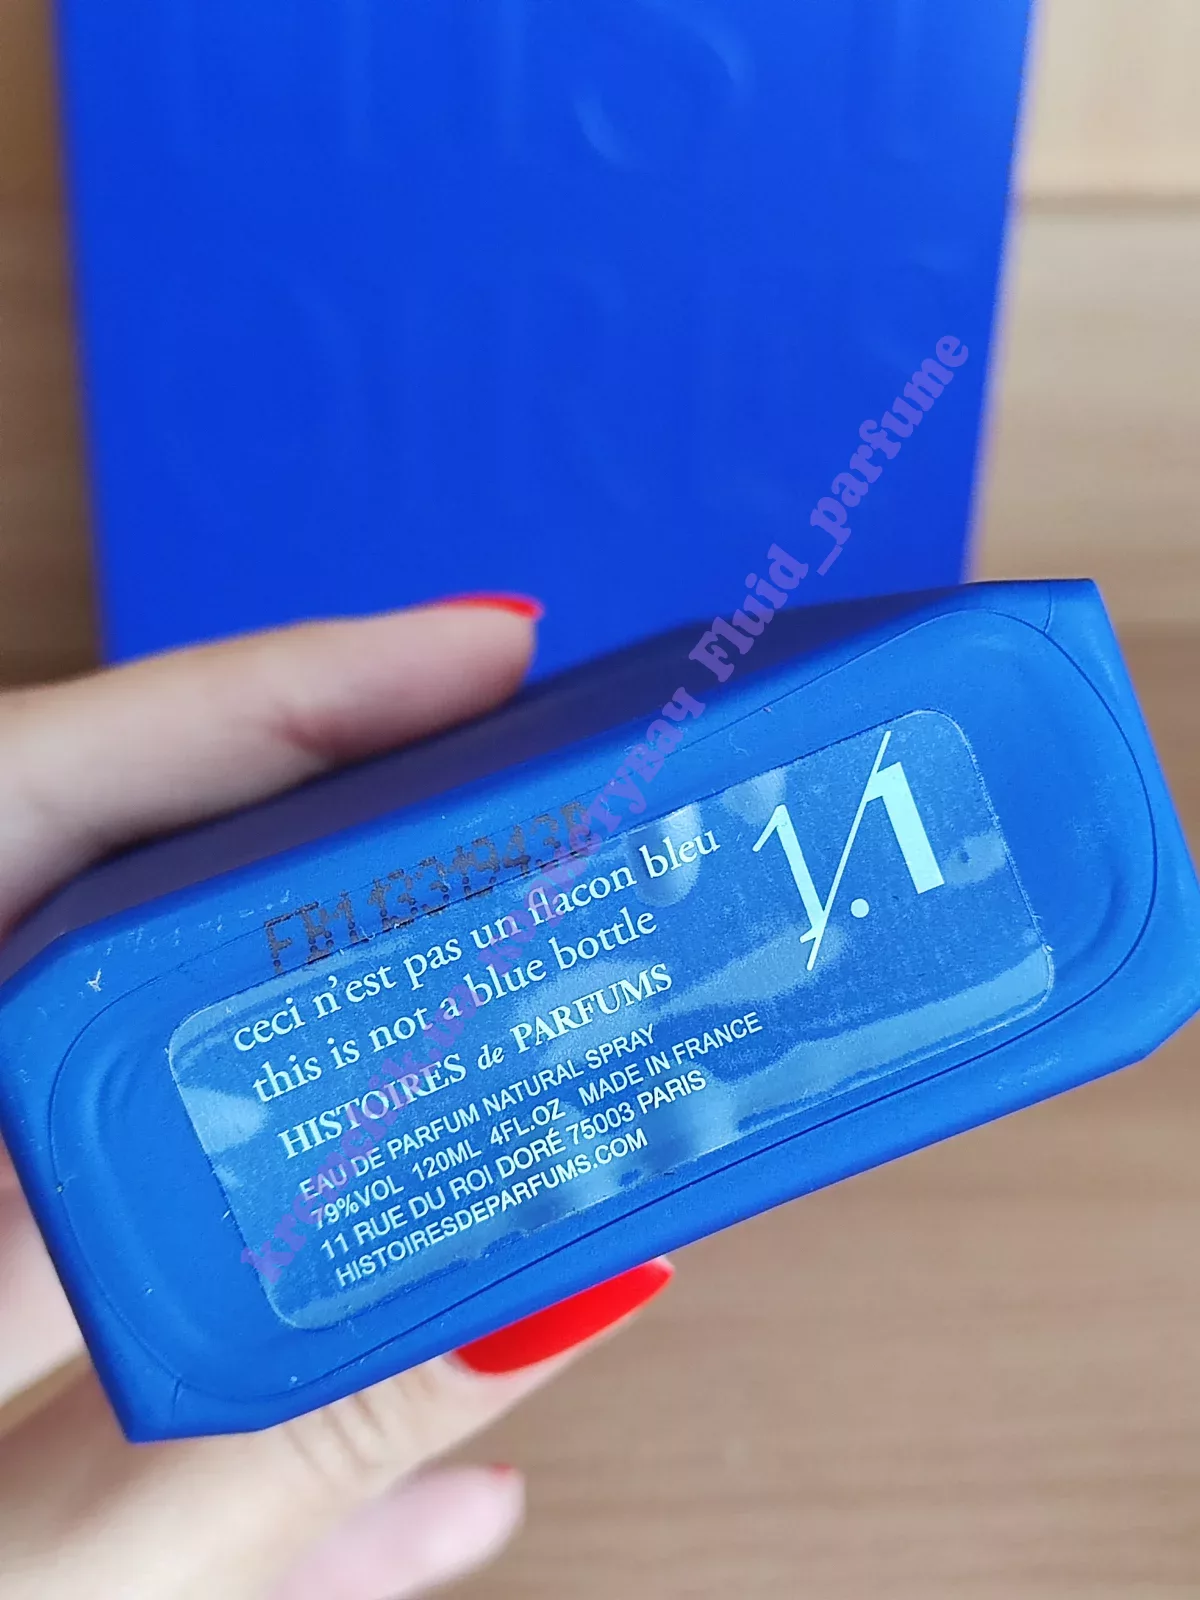 ceci n'est pas un flacon bleu
this is not a blue bottle
1/.1
HISTOIRES de PARFUMS
EAU DE PARFUM NATURAL SPRAY
79%VOL 120ML 4FL.OZ MADE IN FRANCE
11 RUE DU ROI DORÉ 75003 PARIS
HISTOIRESDEPARFUMS.COM
Fluid_parfume